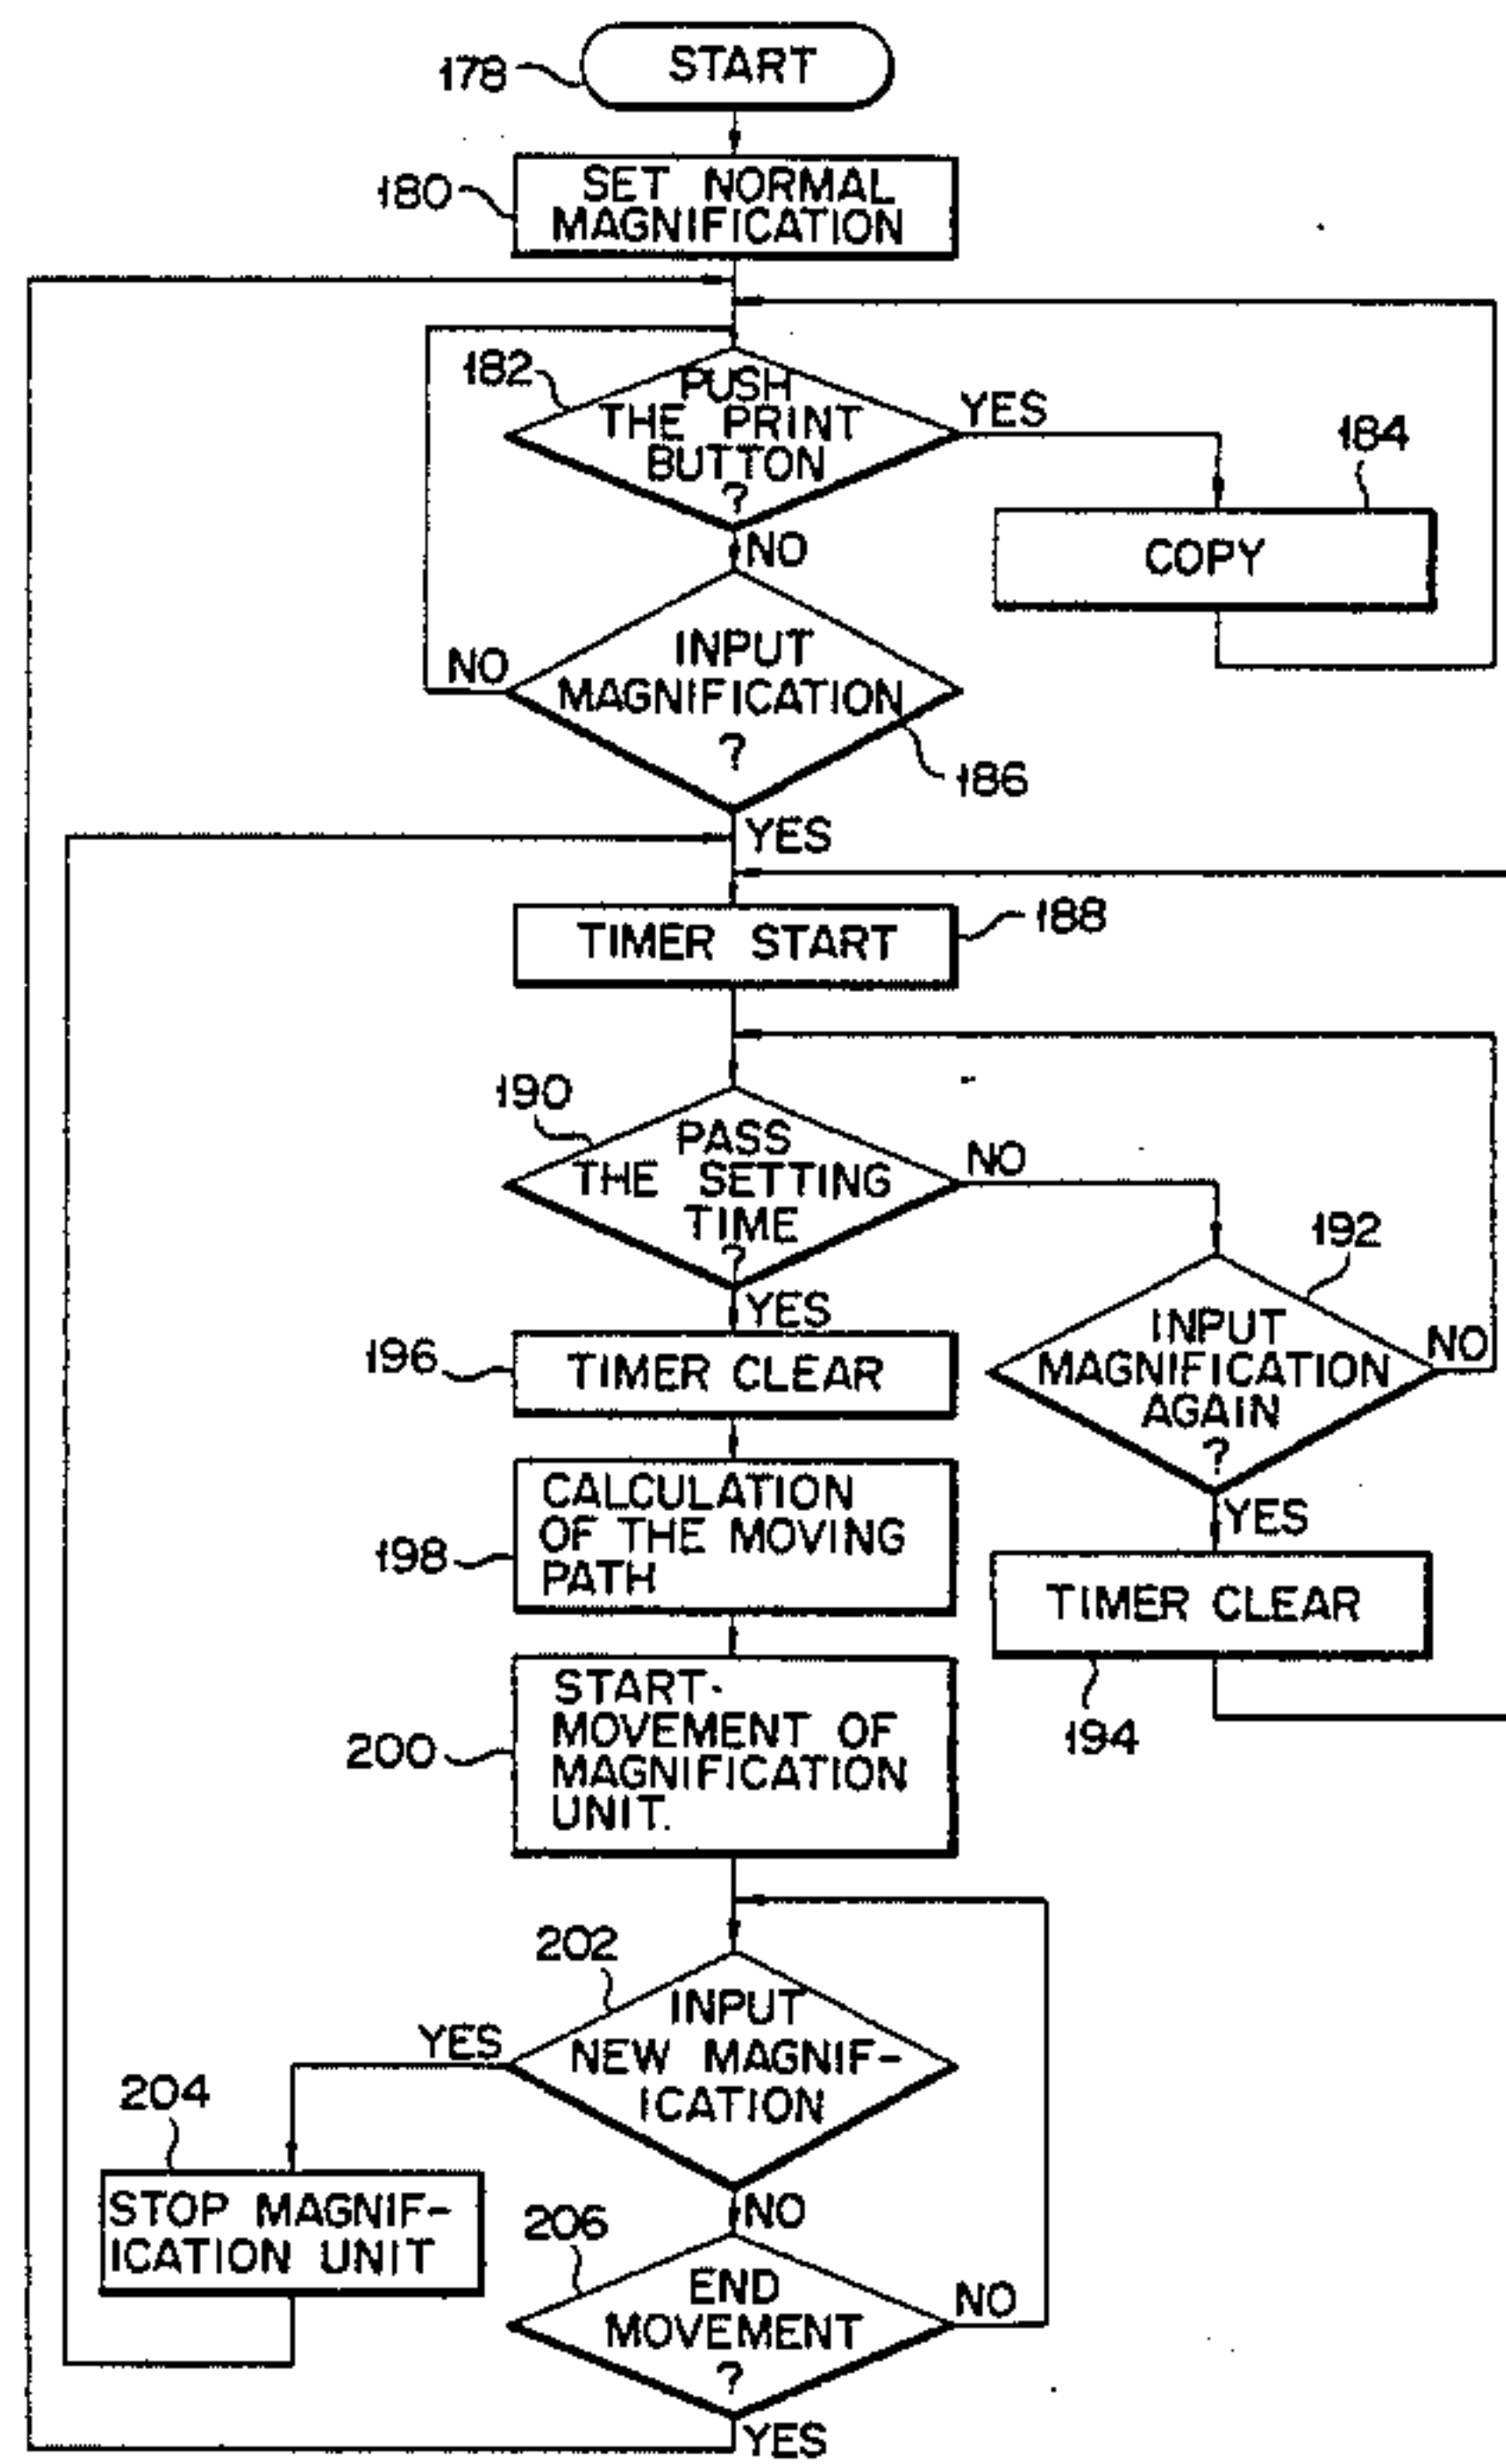 178
START
180
SET NORMAL
MAGNIFICATION
182
PUSH
THE PRINT
BUTTON
?
YES
184
COPY
NO
INPUT
MAGNIFICATION
?
NO
186
YES
TIMER START
188
190
PASS
THE SETTING
TIME
?
NO
192
INPUT
MAGNIFICATION
AGAIN
?
NO
YES
196
TIMER CLEAR
YES
198
CALCULATION
OF THE MOVING
PATH
TIMER CLEAR
194
200
START-
MOVEMENT OF
MAGNIFICATION
UNIT.
202
INPUT
NEW MAGNIF-
ICATION
YES
204
STOP MAGNIF-
ICATION UNIT
NO
206
END
MOVEMENT
?
NO
YES